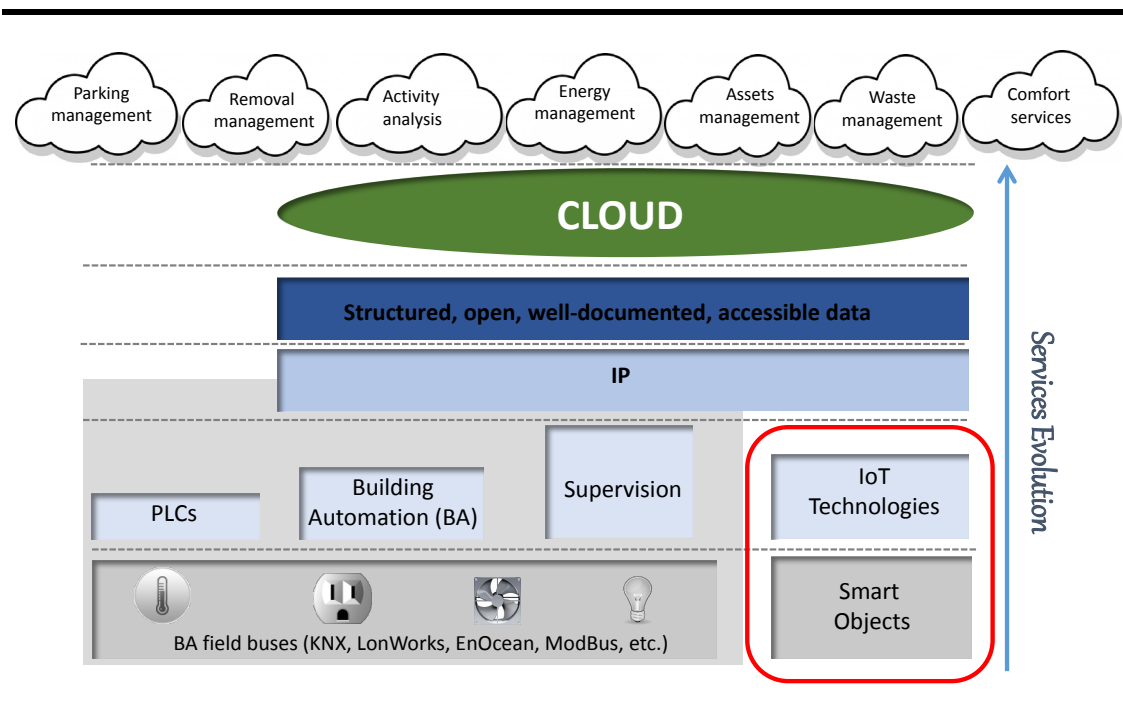 Parking
management
Removal
management
Activity
analysis
Energy
management
Assets
management
Waste
management
Comfort
services
CLOUD
Structured, open, well-documented, accessible data
IP
Services Evolution
PLCs
Building
Automation (BA)
Supervision
IoT
Technologies
BA field buses (KNX, LonWorks, EnOcean, ModBus, etc.)
Smart
Objects